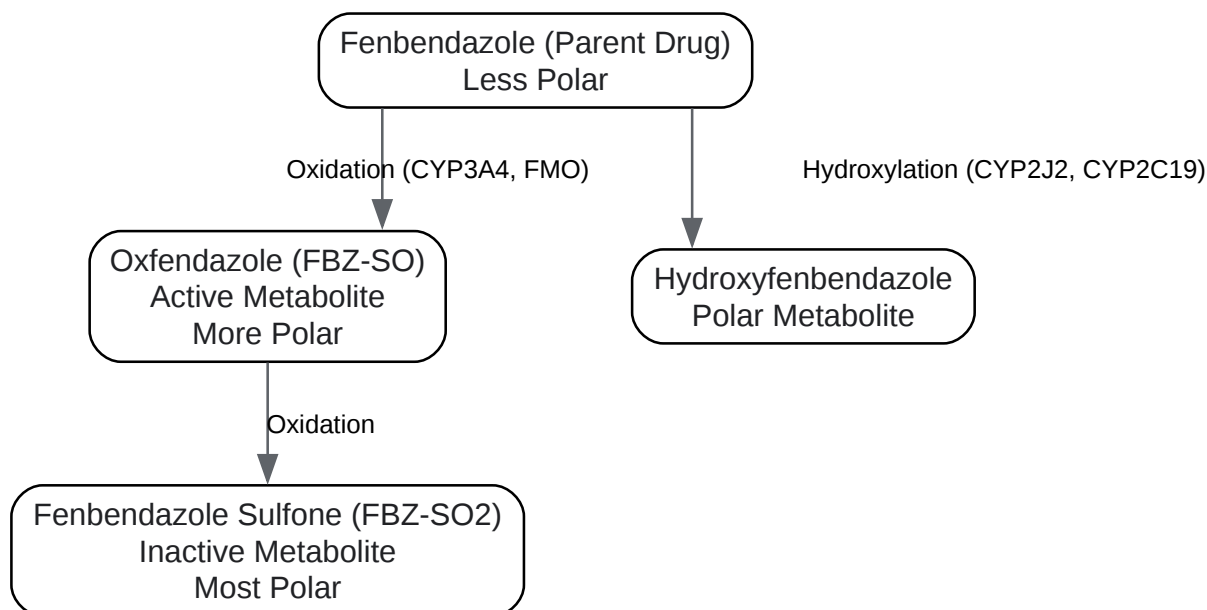 Fenbendazole (Parent Drug)
Less Polar
Oxidation (CYP3A4, FMO)
Hydroxylation (CYP2J2, CYP2C19)
Oxfendazole (FBZ-SO)
Active Metabolite
More Polar
Hydroxyfenbendazole
Polar Metabolite
Oxidation
Fenbendazole Sulfone (FBZ-SO2)
Inactive Metabolite
Most Polar